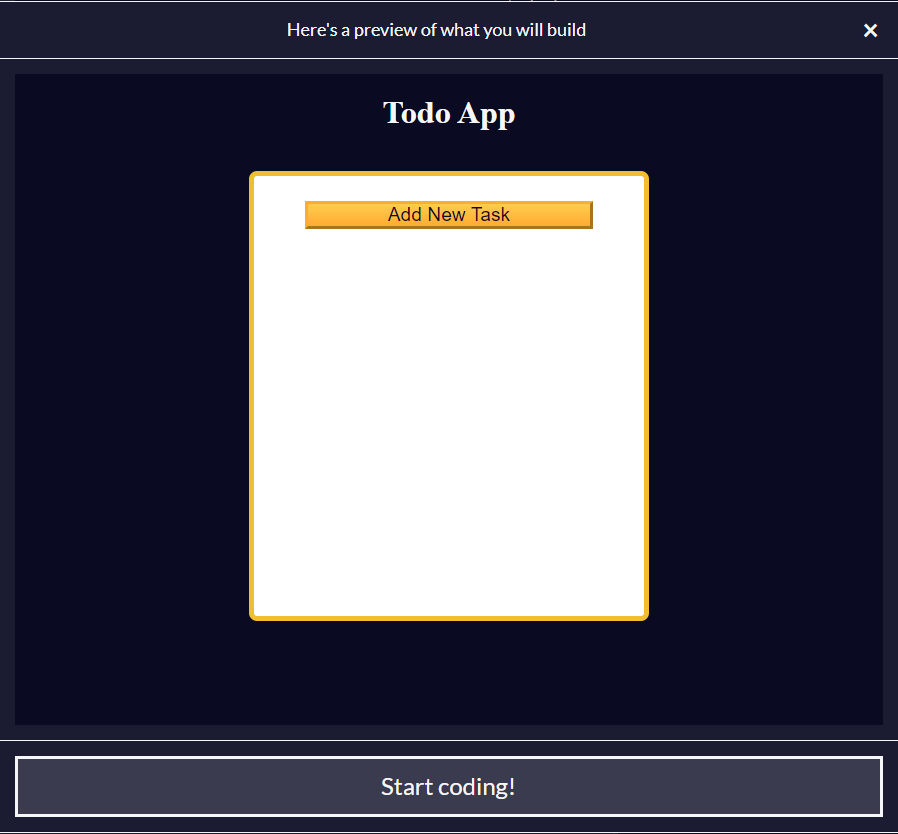 Here's a preview of what you will build
×
Todo App
Add New Task
Start coding!